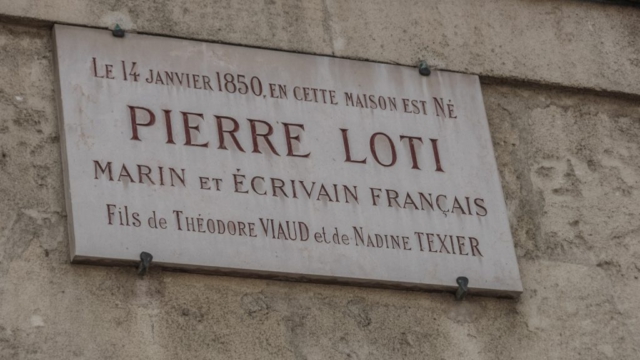 Le 14 JANVIER 1850, EN CETTE MAISON EST NÉ
PIERRE LOTI
MARIN ET ÉCRIVAIN FRANÇAIS
Fils de THÉODORE VIAUD et de NADINE TEXIER